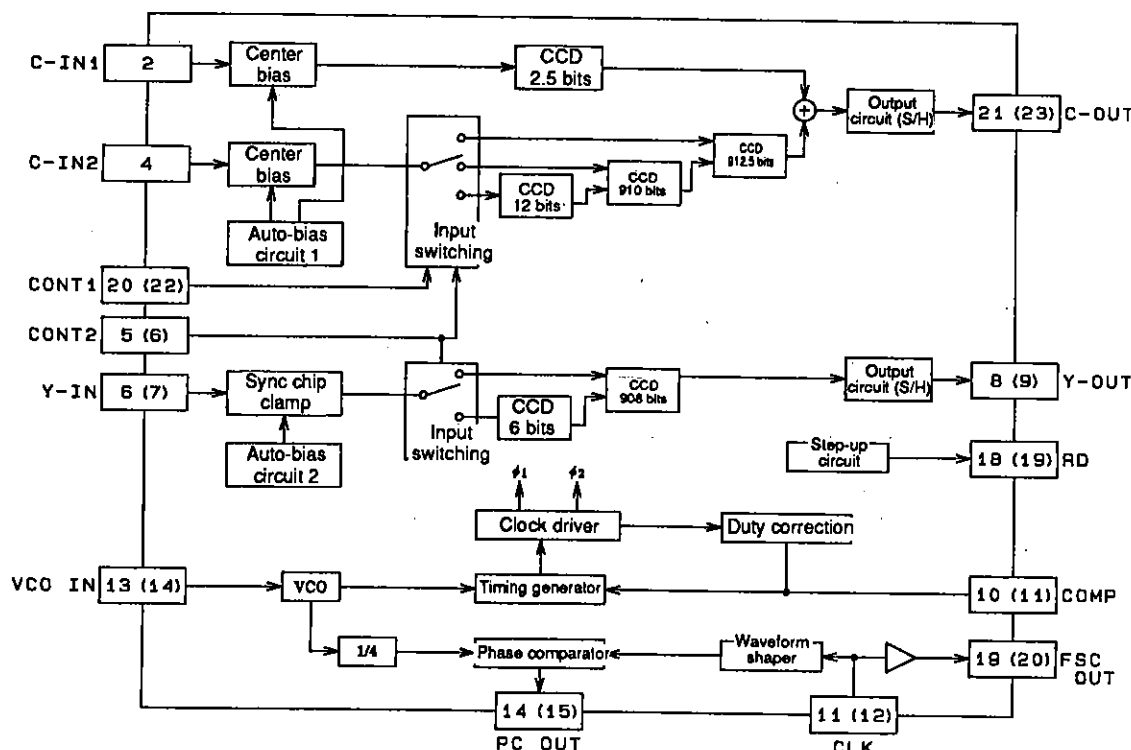 C-IN1
2
Center
bias
CCD
2.5 bits
+
Output
circuit (S/H)
21 (23)
C-OUT
C-IN2
4
Center
bias
CCD
912.5 bits
CCD
910 bits
CCD
12 bits
Auto-bias
circuit 1
Input
switching
CONT1
20 (22)
CONT2
5 (6)
Y-IN
6 (7)
Sync chip
clamp
CCD
908 bits
Output
circuit (S/H)
8 (9)
Y-OUT
CCD
6 bits
Input
switching
Auto-bias
circuit 2
Step-up
circuit
18 (19)
RD
ϕ1
ϕ2
Clock driver
Duty correction
VCO IN
13 (14)
VCO
Timing generator
10 (11)
COMP
1/4
Phase comparator
Waveform
shaper
19 (20)
FSC
OUT
14 (15)
11 (12)
PC OUT
CLK